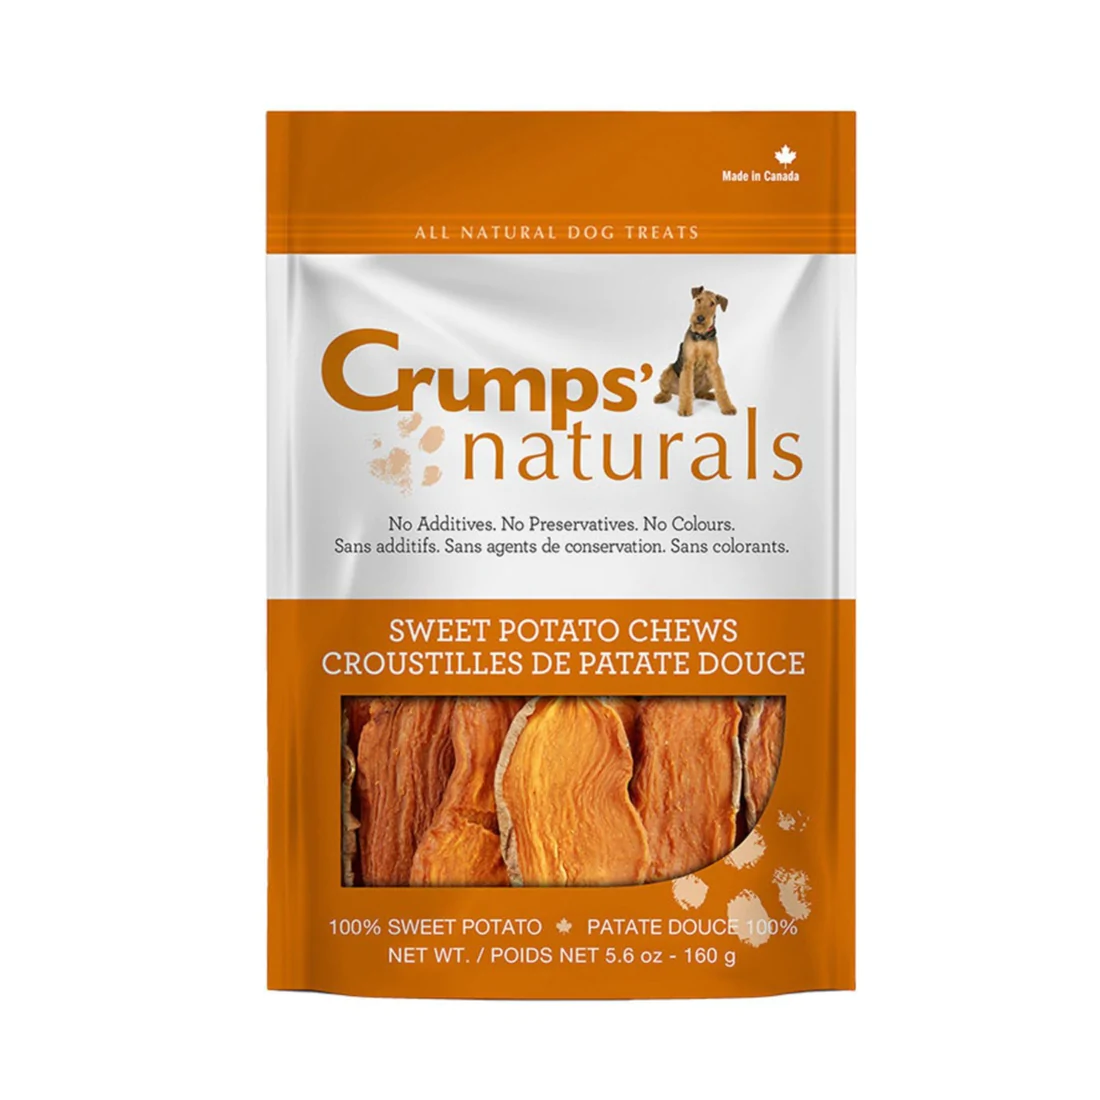 Made in Canada
ALL NATURAL DOG TREATS
Crumps'
naturals
No Additives. No Preservatives. No Colours.
Sans additifs. Sans agents de conservation. Sans colorants.
SWEET POTATO CHEWS
CROUSTILLES DE PATATE DOUCE
100% SWEET POTATO PATATE DOUCE 100%
NET WT. / POIDS NET 5.6 oz - 160 g